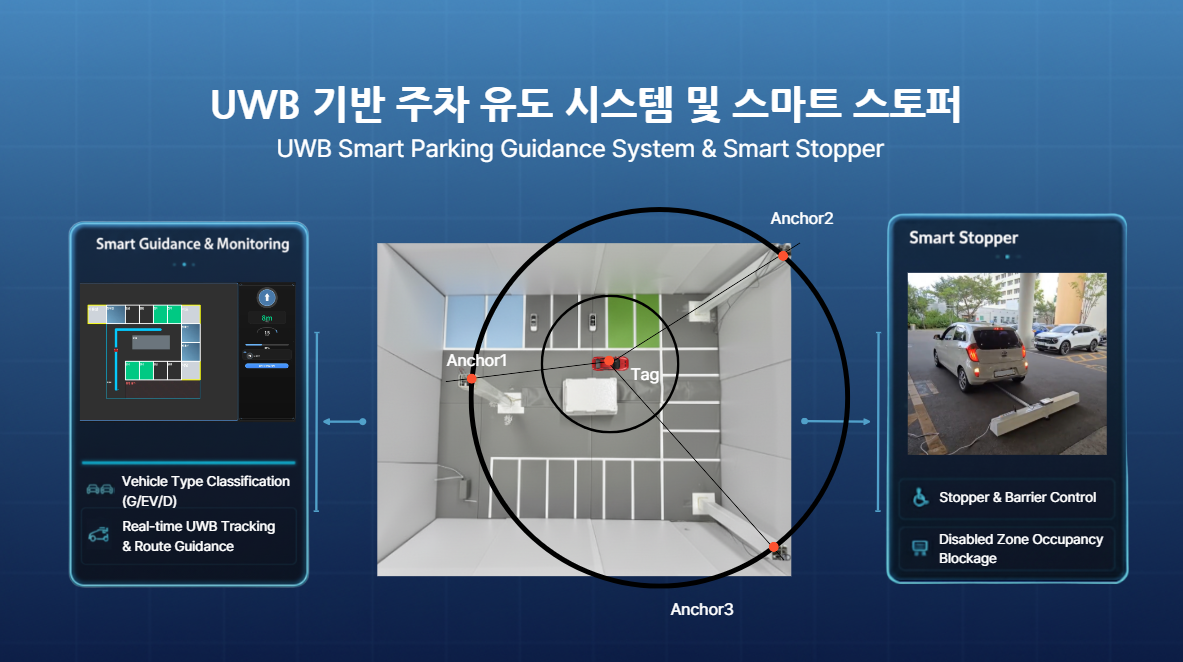 UWB 기반 주차 유도 시스템 및 스마트 스토퍼
UWB Smart Parking Guidance System & Smart Stopper
Smart Guidance & Monitoring
8m
Vehicle Type Classification
(G/EV/D)
Real-time UWB Tracking
& Route Guidance
Anchor2
Anchor1
Tag
Anchor3
Smart Stopper
Stopper & Barrier Control
Disabled Zone Occupancy
Blockage